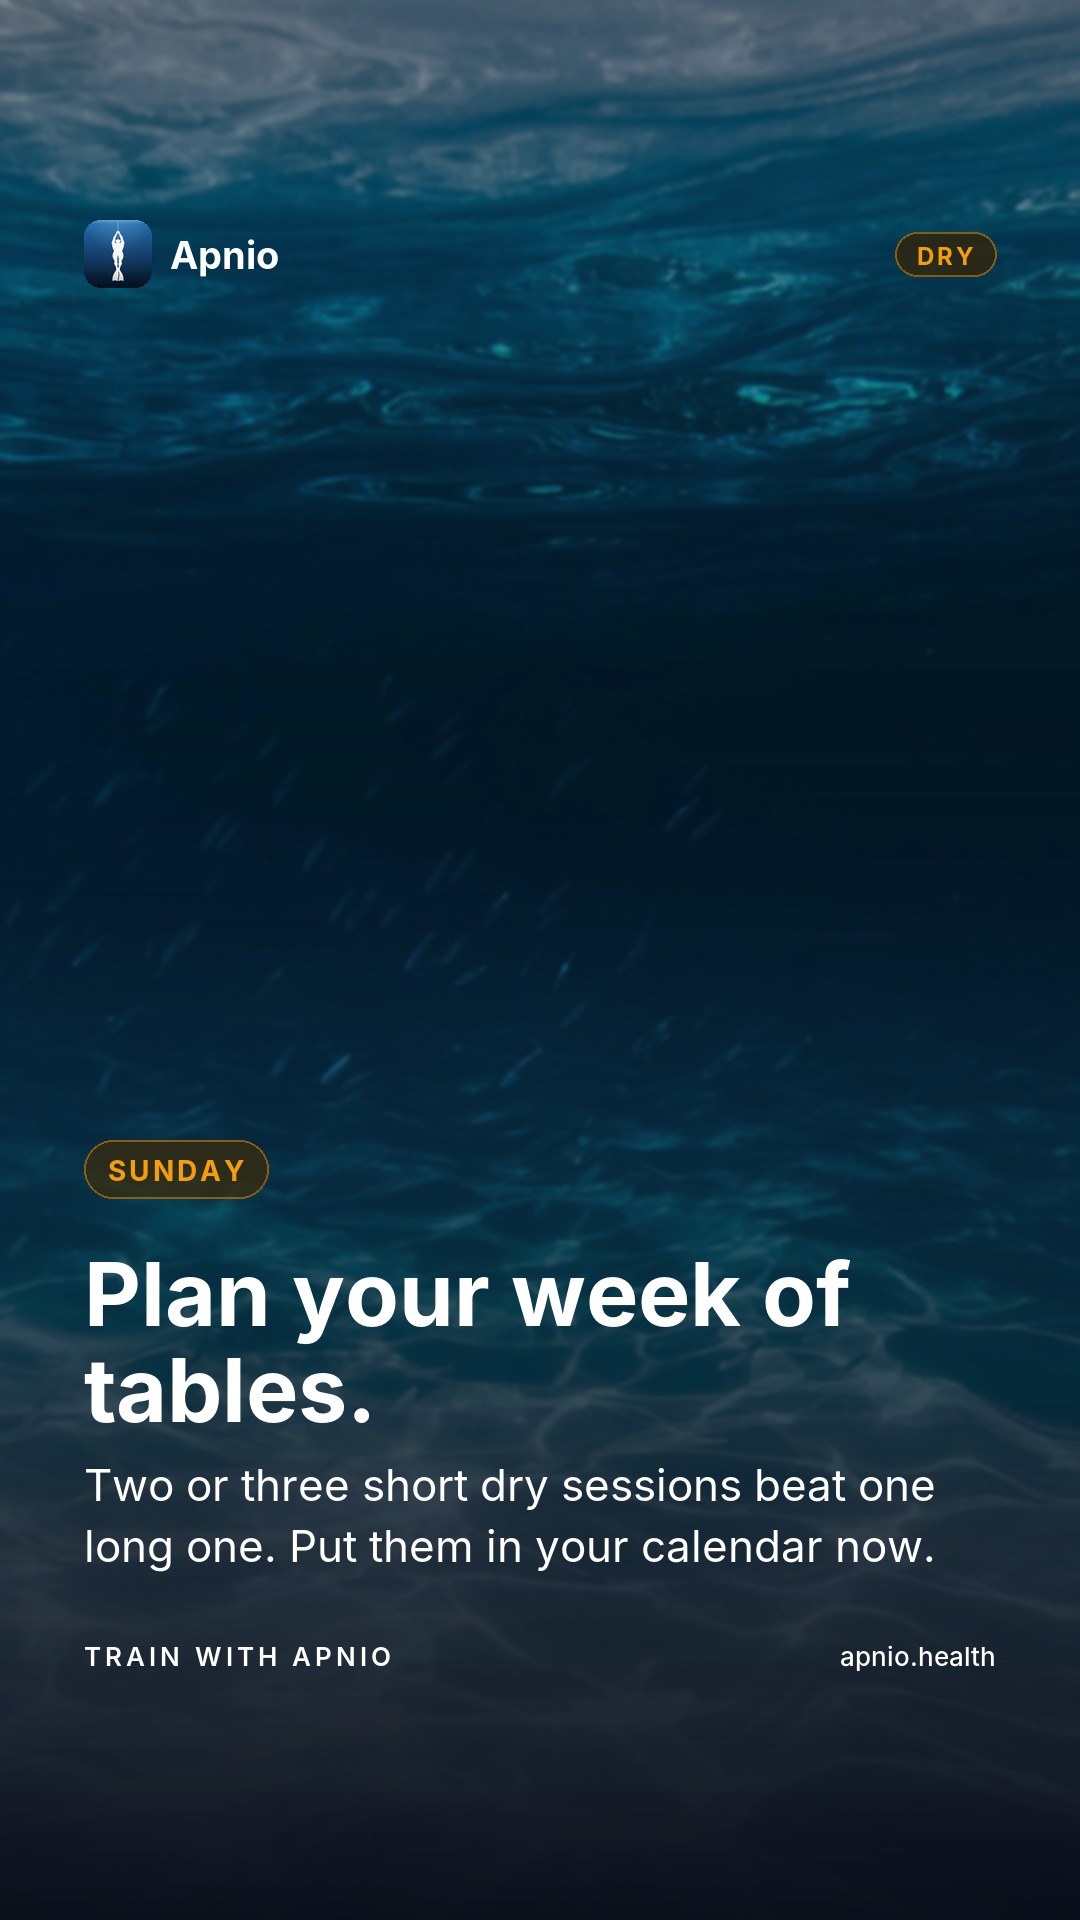 Apnio
DRY
SUNDAY
Plan your week of
tables.
Two or three short dry sessions beat one
long one. Put them in your calendar now.
TRAIN WITH APNIO
apnio.health